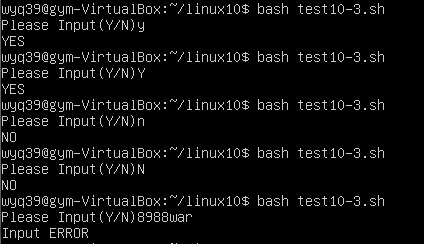 wyq39@gym-VirtualBox:~/linux10$ bash test10-3.sh
Please Input(Y/N)y
YES
wyq39@gym-VirtualBox:~/linux10$ bash test10-3.sh
Please Input(Y/N)Y
YES
wyq39@gym-VirtualBox:~/linux10$ bash test10-3.sh
Please Input(Y/N)n
NO
wyq39@gym-VirtualBox:~/linux10$ bash test10-3.sh
Please Input(Y/N)N
NO
wyq39@gym-VirtualBox:~/linux10$ bash test10-3.sh
Please Input(Y/N)8988war
Input ERROR